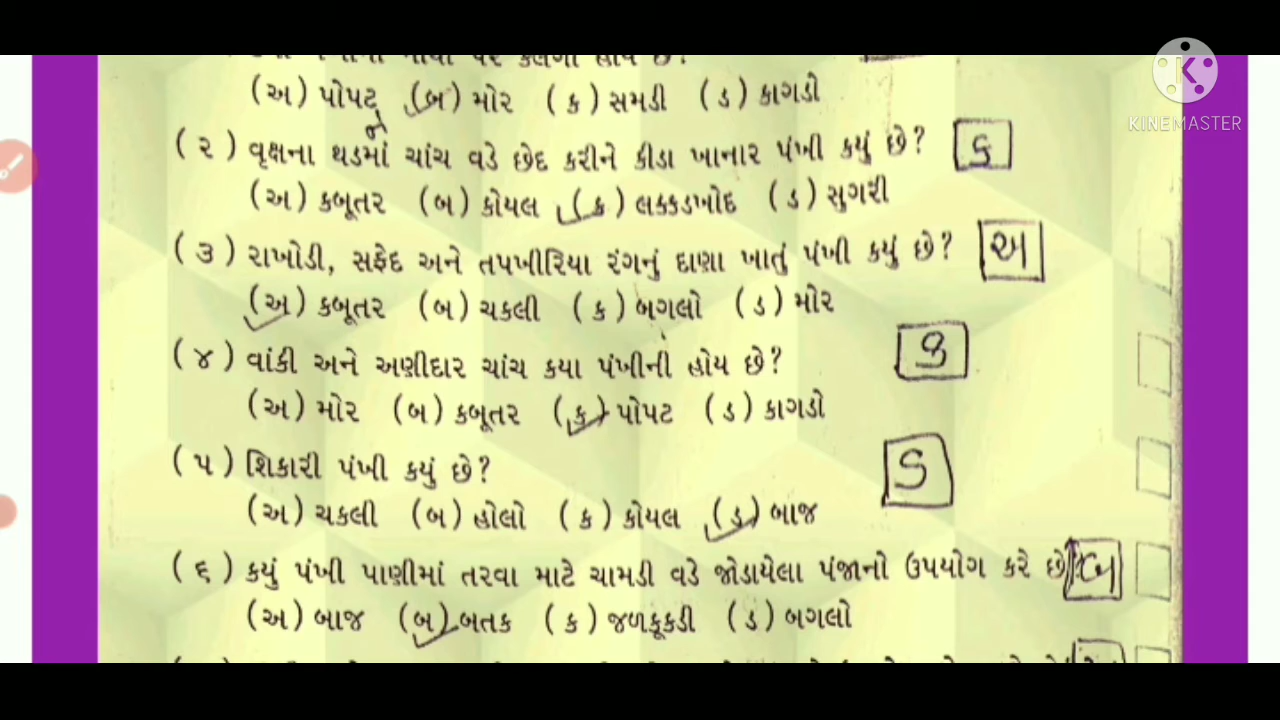 (અ) પોપટ (બ) મોર (ક) સમડી (ડ) કાગડો
(૨) વૃક્ષના થડમાં ચાંચ વડે છેદ કરીને કીડા ખાનાર પંખી કયું છે? ક
(અ) કબૂતર (બ) કોયલ (ક) લક્કડખોદ (ડ) સુગરી
(૩) રાખોડી, સફેદ અને તપખીરિયા રંગનું દાણા ખાતું પંખી કયું છે? અ
(અ) કબૂતર (બ) ચકલી (ક) બગલો (ડ) મોર
(૪) વાંકી અને અણીદાર ચાંચ કયા પંખીની હોય છે? ક
(અ) મોર (બ) કબૂતર (ક) પોપટ (ડ) કાગડો
(૫) શિકારી પંખી કયું છે? ડ
(અ) ચકલી (બ) હોલો (ક) કોયલ (ડ) બાજ
(૬) કયું પંખી પાણીમાં તરવા માટે ચામડી વડે જોડાયેલા પંજાનો ઉપયોગ કરે છે? બ
(અ) બાજ (બ) બતક (ક) જળકૂકડી (ડ) બગલો
KINEMASTER